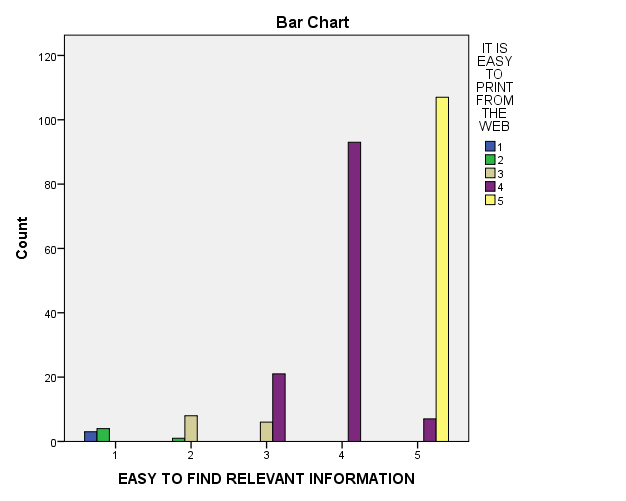 Bar Chart
IT IS
EASY
TO
PRINT
FROM
THE
WEB
1
2
3
4
5
120
100
80
60
40
20
0
Count
1 2 3 4 5
EASY TO FIND RELEVANT INFORMATION